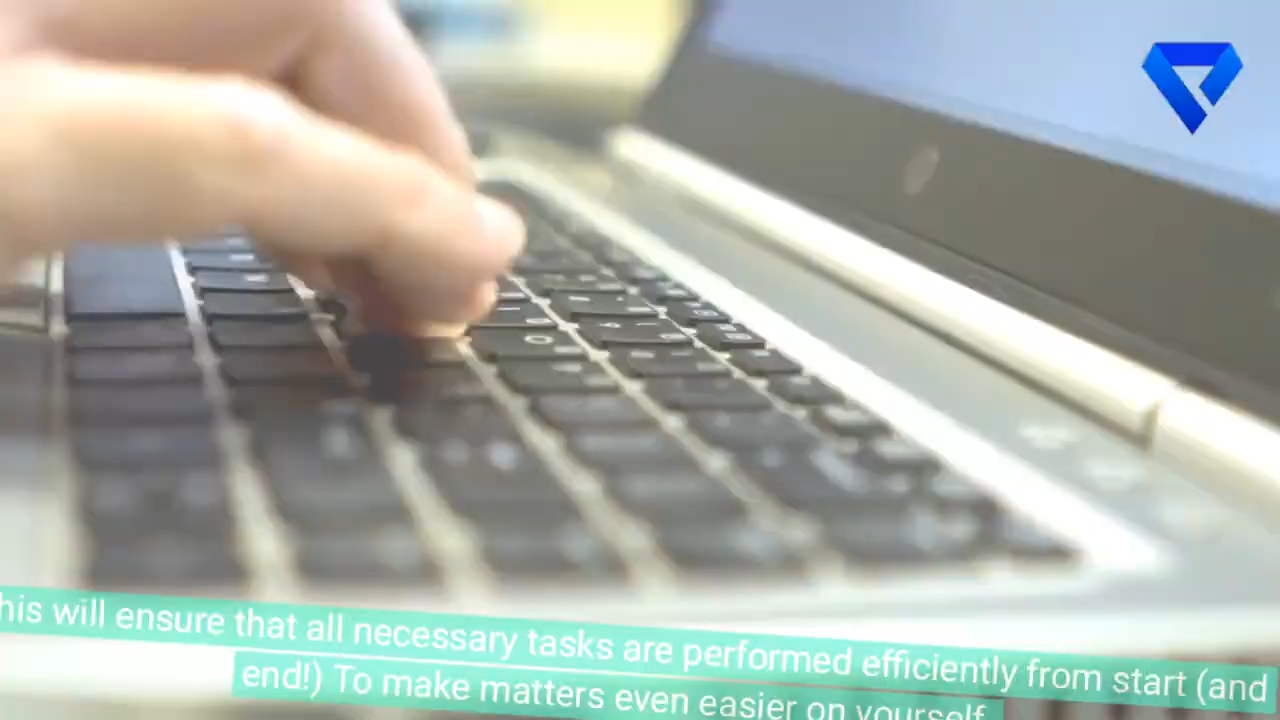 his will ensure that all necessary tasks are performed efficiently from start (and
end!) To make matters even easier on yourself